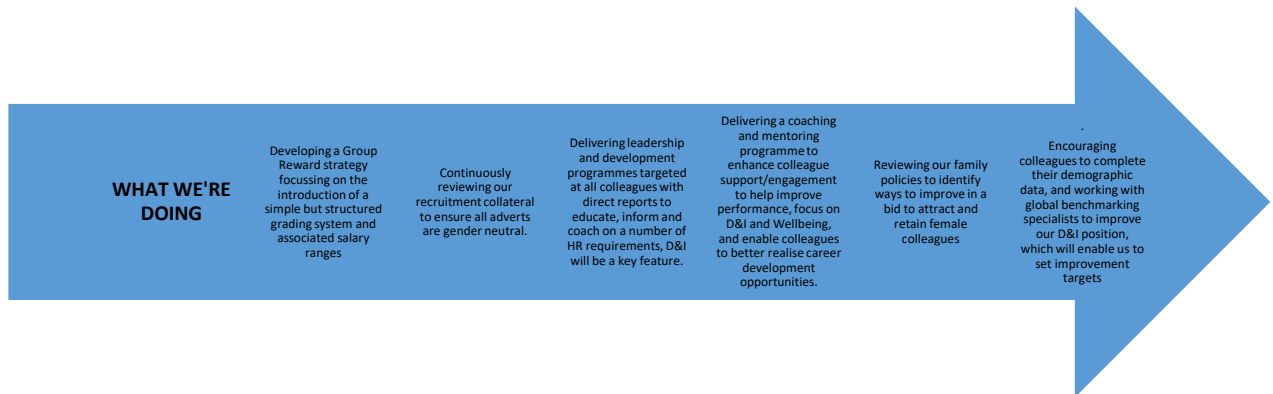 WHAT WE'RE
DOING
Developing a Group
Reward strategy
focussing on the
introduction of a
simple but structured
grading system and
associated salary
ranges
Continuously
reviewing our
recruitment collateral
to ensure all adverts
are gender neutral.
Delivering leadership
and development
programmes targeted
at all colleagues with
direct reports to
educate, inform and
coach on a number of
HR requirements, D&I
will be a key feature.
Delivering a coaching
and mentoring
programme to
enhance colleague
support/engagement
to help improve
performance, focus on
D&I and Wellbeing,
and enable colleagues
to better realise career
development
opportunities.
Reviewing our family
policies to identify
ways to improve in a
bid to attract and
retain female
colleagues
.
Encouraging
colleagues to complete
their demographic
data, and working with
global benchmarking
specialists to improve
our D&I position,
which will enable us to
set improvement
targets